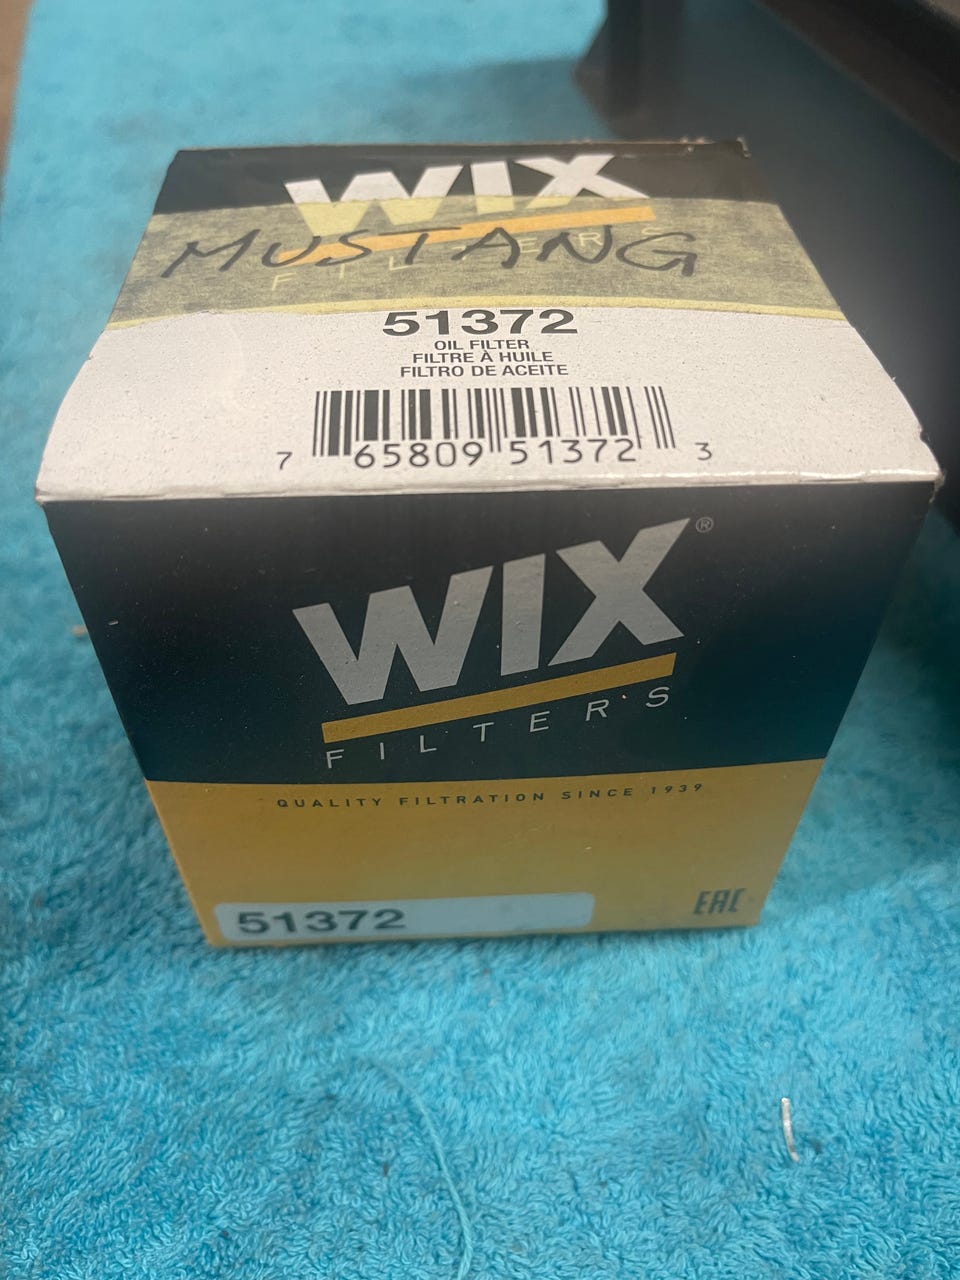 WIX
FILTERS
MUSTANG
51372
OIL FILTER
FILTRE À HUILE
FILTRO DE ACEITE
7 65809 51372 3
WIX®
FILTERS
QUALITY FILTRATION SINCE 1939
51372
EAC